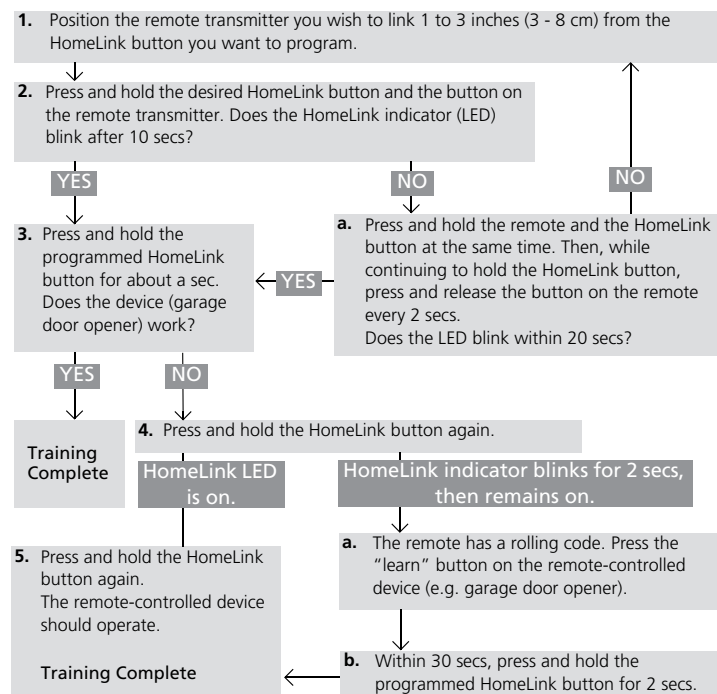 1. Position the remote transmitter you wish to link 1 to 3 inches (3 - 8 cm) from the
HomeLink button you want to program.
2. Press and hold the desired HomeLink button and the button on
the remote transmitter. Does the HomeLink indicator (LED)
blink after 10 secs?
YES
NO
NO
a. Press and hold the remote and the HomeLink
button at the same time. Then, while
continuing to hold the HomeLink button,
press and release the button on the remote
every 2 secs.
Does the LED blink within 20 secs?
YES
3. Press and hold the
programmed HomeLink
button for about a sec.
Does the device (garage
door opener) work?
YES
NO
Training
Complete
4. Press and hold the HomeLink button again.
HomeLink LED
is on.
HomeLink indicator blinks for 2 secs,
then remains on.
a. The remote has a rolling code. Press the
“learn” button on the remote-controlled
device (e.g. garage door opener).
b. Within 30 secs, press and hold the
programmed HomeLink button for 2 secs.
5. Press and hold the HomeLink
button again.
The remote-controlled device
should operate.
Training Complete